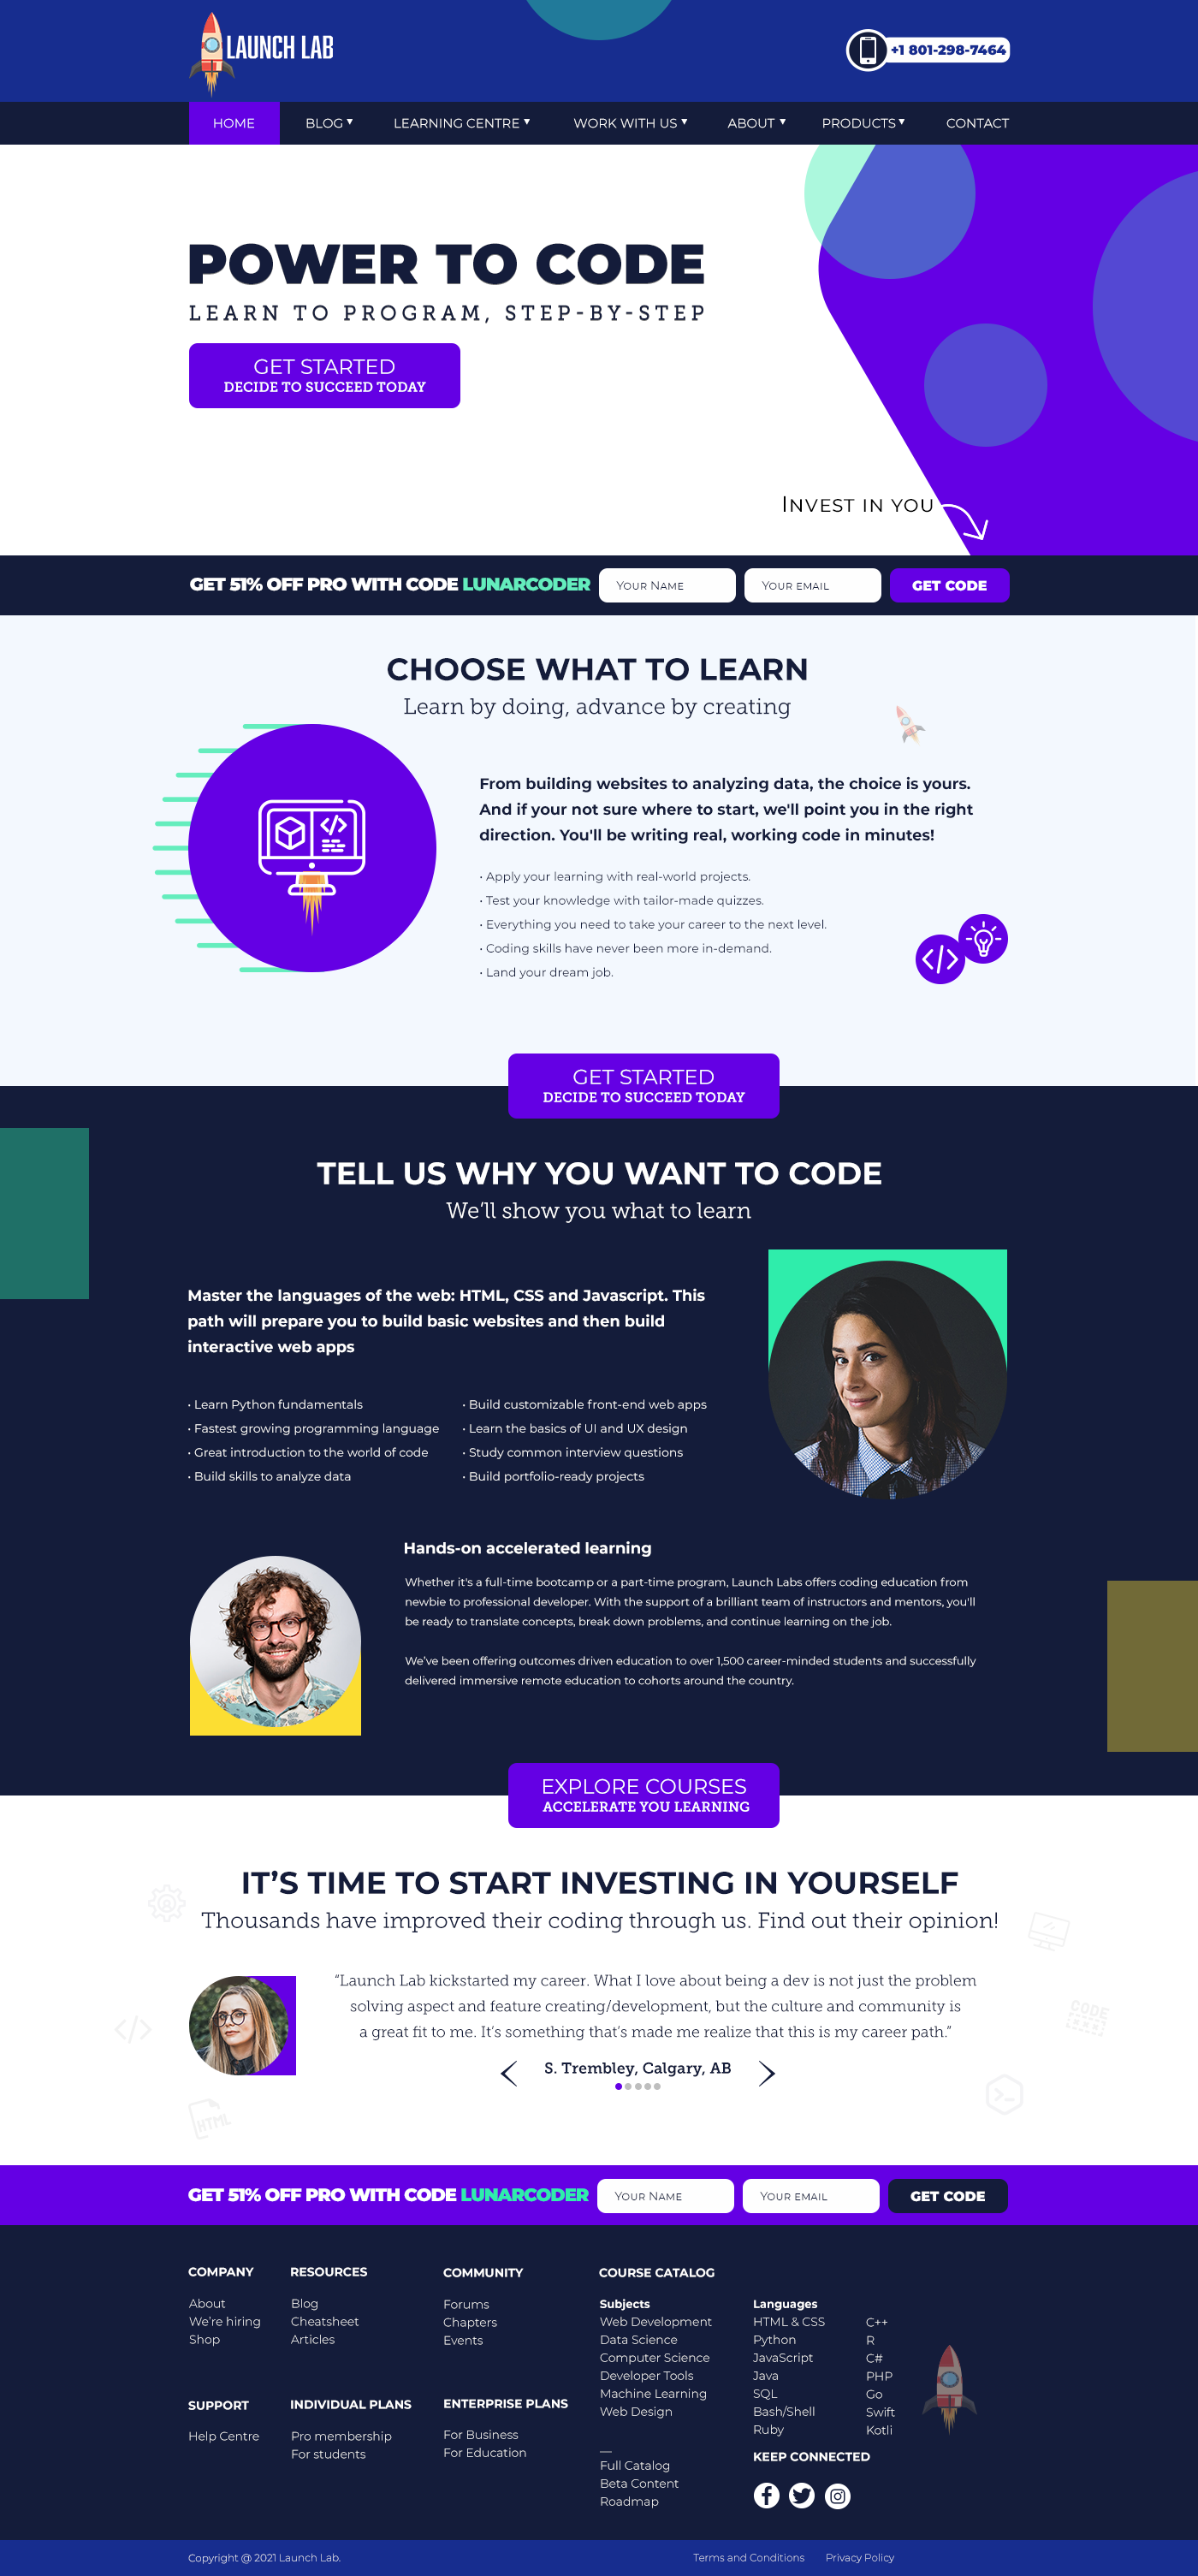 LAUNCH LAB
+1 801-298-7464
HOME
BLOG ▼
LEARNING CENTRE ▼
WORK WITH US ▼
ABOUT ▼
PRODUCTS ▼
CONTACT
POWER TO CODE
LEARN TO PROGRAM, STEP-BY-STEP
GET STARTED
DECIDE TO SUCCEED TODAY
INVEST IN YOU
GET 51% OFF PRO WITH CODE LUNARCODER
YOUR NAME
YOUR EMAIL
GET CODE
CHOOSE WHAT TO LEARN
Learn by doing, advance by creating
From building websites to analyzing data, the choice is yours.
And if your not sure where to start, we'll point you in the right
direction. You'll be writing real, working code in minutes!
• Apply your learning with real-world projects.
• Test your knowledge with tailor-made quizzes.
• Everything you need to take your career to the next level.
• Coding skills have never been more in-demand.
• Land your dream job.
GET STARTED
DECIDE TO SUCCEED TODAY
TELL US WHY YOU WANT TO CODE
We'll show you what to learn
Master the languages of the web: HTML, CSS and Javascript. This
path will prepare you to build basic websites and then build
interactive web apps
• Learn Python fundamentals
• Fastest growing programming language
• Great introduction to the world of code
• Build skills to analyze data
• Build customizable front-end web apps
• Learn the basics of UI and UX design
• Study common interview questions
• Build portfolio-ready projects
Hands-on accelerated learning
Whether it's a full-time bootcamp or a part-time program, Launch Labs offers coding education from
newbie to professional developer. With the support of a brilliant team of instructors and mentors, you'll
be ready to translate concepts, break down problems, and continue learning on the job.
We've been offering outcomes driven education to over 1,500 career-minded students and successfully
delivered immersive remote education to cohorts around the country.
EXPLORE COURSES
ACCELERATE YOU LEARNING
IT'S TIME TO START INVESTING IN YOURSELF
Thousands have improved their coding through us. Find out their opinion!
"Launch Lab kickstarted my career. What I love about being a dev is not just the problem
solving aspect and feature creating/development, but the culture and community is
a great fit to me. It's something that's made me realize that this is my career path."
S. Trembley, Calgary, AB
CODE
HTML
GET 51% OFF PRO WITH CODE LUNARCODER
YOUR NAME
YOUR EMAIL
GET CODE
COMPANY
About
We're hiring
Shop
RESOURCES
Blog
Cheatsheet
Articles
COMMUNITY
Forums
Chapters
Events
SUPPORT
Help Centre
INDIVIDUAL PLANS
Pro membership
For students
ENTERPRISE PLANS
For Business
For Education
COURSE CATALOG
Subjects
Web Development
Data Science
Computer Science
Developer Tools
Machine Learning
Web Design
—
Full Catalog
Beta Content
Roadmap
Languages
HTML & CSS
Python
JavaScript
Java
SQL
Bash/Shell
Ruby
C++
R
C#
PHP
Go
Swift
Kotli
KEEP CONNECTED
Copyright @ 2021 Launch Lab.
Terms and Conditions
Privacy Policy